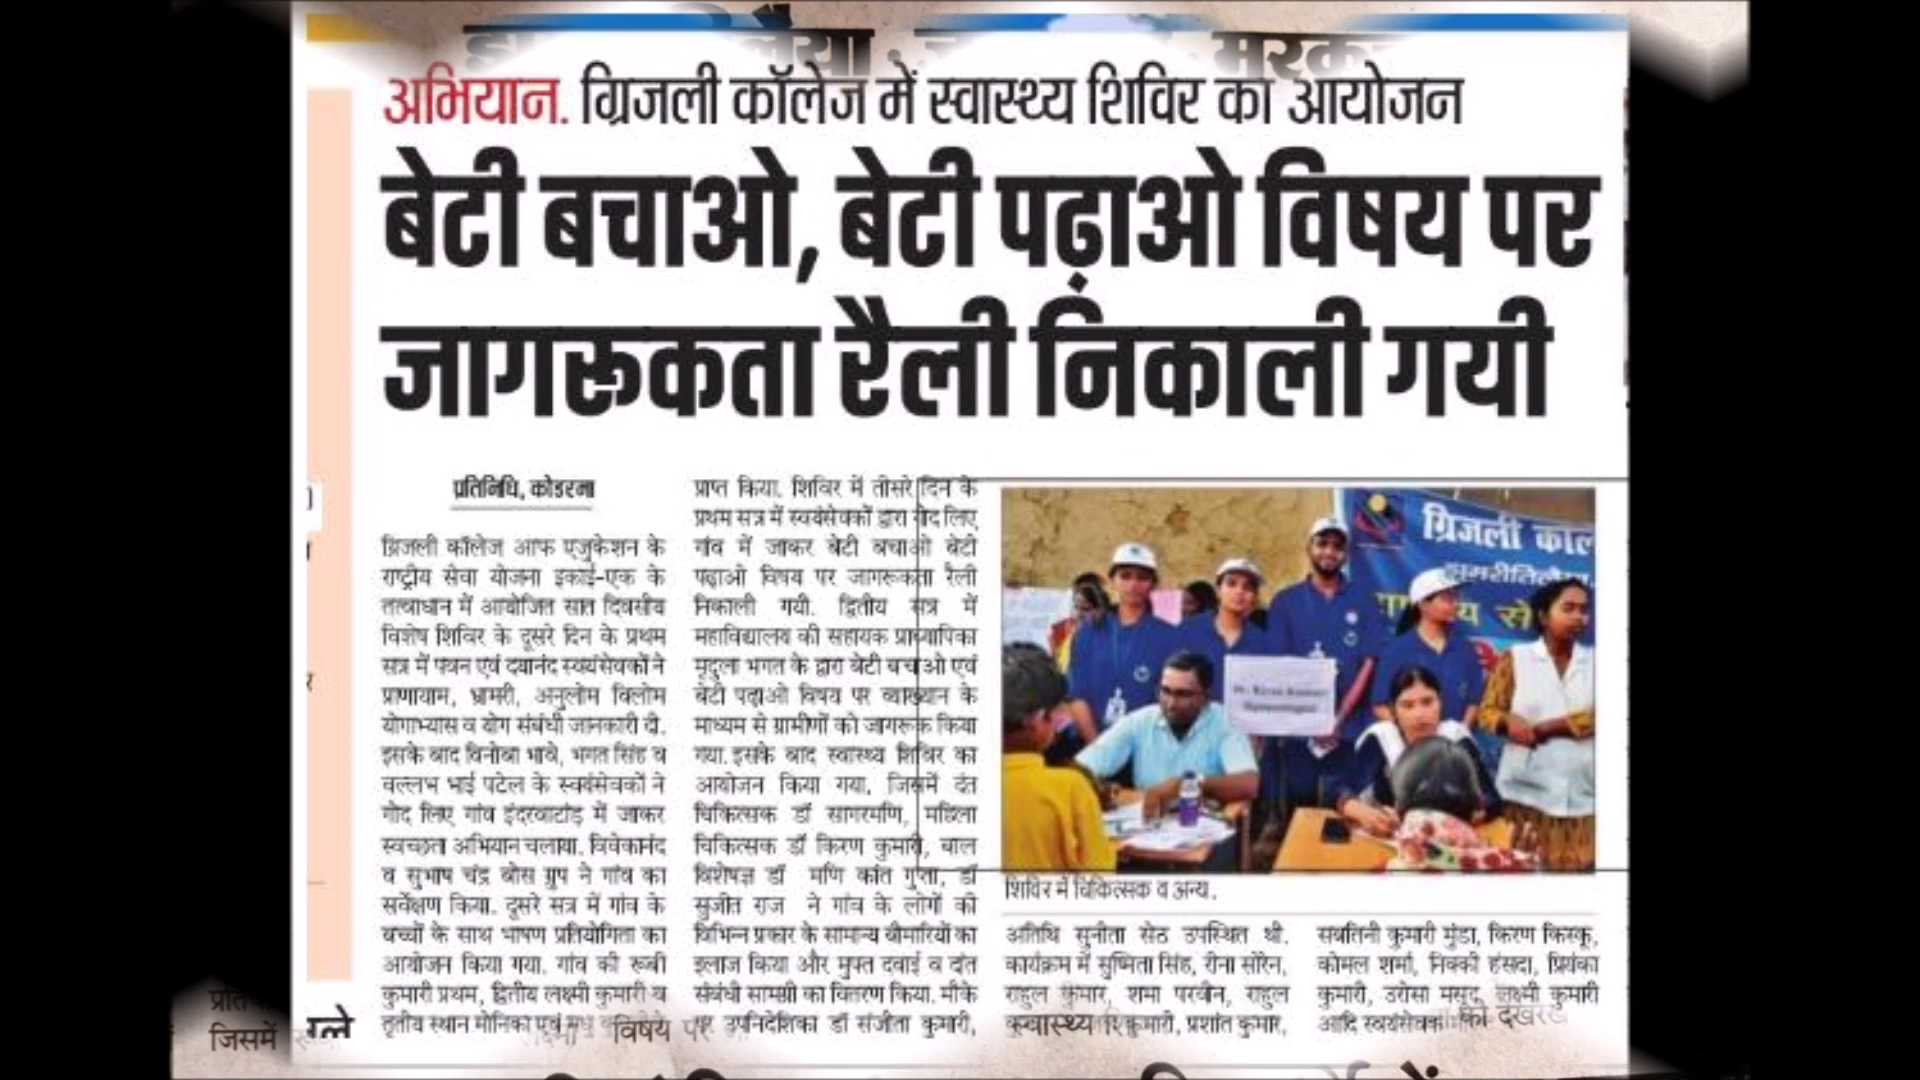 अभियान. ग्रिजली कॉलेज में स्वास्थ्य शिविर का आयोजन
बेटी बचाओ, बेटी पढ़ाओ विषय पर
जागरूकता रैली निकाली गयी
प्रतिनिधि, कोडरमा
ग्रिजली कॉलेज आफ एजुकेशन के
राष्ट्रीय सेवा योजना इकाई-एक के
तत्वाधान में आयोजित सात दिवसीय
विशेष शिविर के दूसरे दिन के प्रथम
सत्र में पवन एवं दयानंद स्वयंसेवकों ने
प्राणायाम, भ्रामरी, अनुलोम विलोम
योगाभ्यास व योग संबंधी जानकारी दी.
इसके बाद विनोबा भावे, भगत सिंह व
वल्लभ भाई पटेल के स्वयंसेवकों ने
गोद लिए गांव इंदरवाटांड़ में जाकर
स्वच्छता अभियान चलाया. विवेकानंद
व सुभाष चंद्र बोस ग्रुप ने गांव का
सर्वेक्षण किया. दूसरे सत्र में गांव के
बच्चों के साथ भाषण प्रतियोगिता का
आयोजन किया गया. गांव की रूबी
कुमारी प्रथम, द्वितीय लक्ष्मी कुमारी व
तृतीय स्थान मोनिका एवं
प्राप्त किया. शिविर में तीसरे दिन के
प्रथम सत्र में स्वयंसेवकों द्वारा गोद लिए
गांव में जाकर बेटी बचाओ बेटी
पढ़ाओ विषय पर जागरूकता रैली
निकाली गयी. द्वितीय सत्र में
महाविद्यालय की सहायक प्राध्यापिका
मृदुला भगत के द्वारा बेटी बचाओ एवं
बेटी पढ़ाओ विषय पर व्याख्यान के
माध्यम से ग्रामीणों को जागरूक किया
गया. इसके बाद स्वास्थ्य शिविर का
आयोजन किया गया, जिसमें दंत
चिकित्सक डॉ सागरमणि, महिला
चिकित्सक डॉ किरण कुमारी, बाल
विशेषज्ञ डॉ मणि कांत गुप्ता, डॉ
सुजीत राज ने गांव के लोगों की
विभिन्न प्रकार के सामान्य बीमारियों का
इलाज किया और मुफ्त दवाई व दंत
संबंधी सामग्री का वितरण किया. मौके
पर उपनिदेशिका डॉ संजीता कुमारी,
ग्रिजली काल
शिविर में चिकित्सक व अन्य.
अतिथि सुनीता सेठ उपस्थित थी.
कार्यक्रम में सुष्मिता सिंह, रीना सोरेन,
राहुल कुमार, शमा परवीन, राहुल
कुमारी, प्रशांत कुमार,
सबातिनी कुमारी मुंडा, किरण किस्कू,
कोमल शर्मा, निक्की हंसदा, प्रियंका
कुमारी, उरोसा मसूद, लक्ष्मी कुमारी
आदि स्वयंसेवक
जिसमें
विषय
स्वास्थ्य